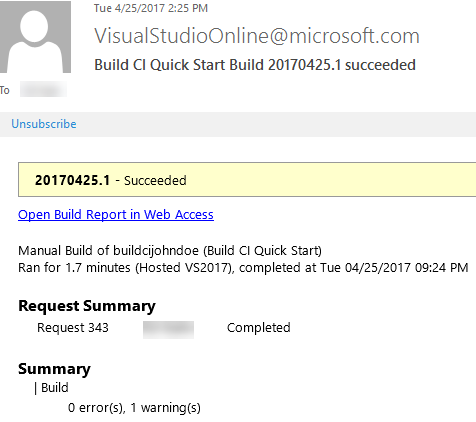 Tue 4/25/2017 2:25 PM
VisualStudioOnline@microsoft.com
Build CI Quick Start Build 20170425.1 succeeded
To
Unsubscribe
20170425.1 - Succeeded
Open Build Report in Web Access
Manual Build of buildcijohndoe (Build CI Quick Start)
Ran for 1.7 minutes (Hosted VS2017), completed at Tue 04/25/2017 09:24 PM
Request Summary
Request 343 Completed
Summary
| Build
0 error(s), 1 warning(s)